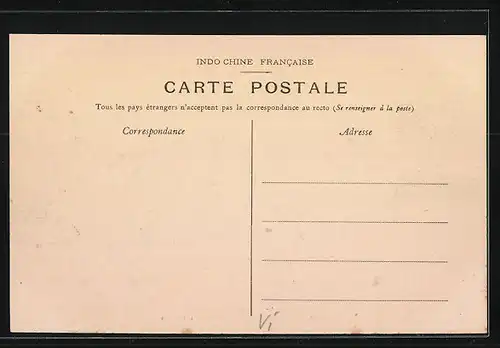 INDO CHINE FRANÇAISE
CARTE POSTALE
Tous les pays étrangers n'acceptent pas la correspondance au recto (Se renseigner à la poste)
Correspondance
Adresse
Vi